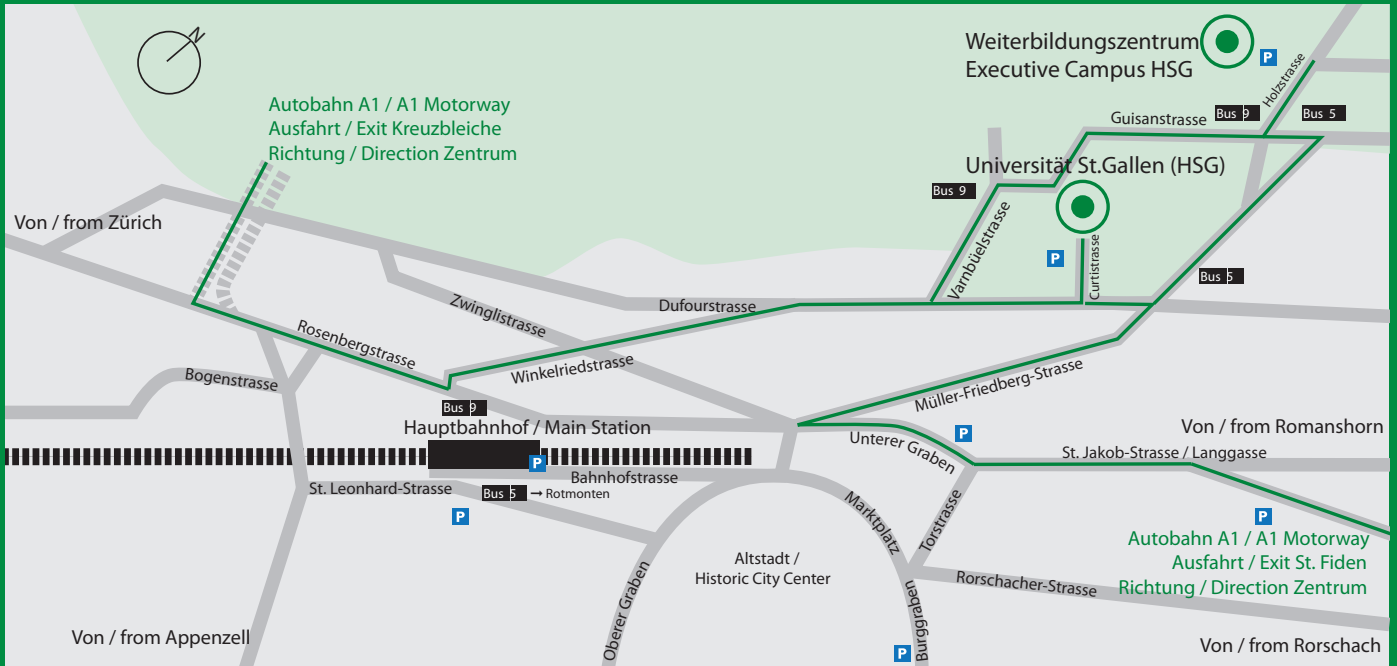 N
Weiterbildungszentrum
Executive Campus HSG
P
Holzstrasse
Autobahn A1 / A1 Motorway
Ausfahrt / Exit Kreuzbleiche
Richtung / Direction Zentrum
Guisanstrasse
Bus 9
Bus 5
Universität St.Gallen (HSG)
Bus 9
Von / from Zürich
Varnbüelstrasse
P
Curtistrasse
Bus 5
Zwinglistrasse
Dufourstrasse
Rosenbergstrasse
Winkelriedstrasse
Bogenstrasse
Müller-Friedberg-Strasse
Bus 9
Hauptbahnhof / Main Station
P
Unterer Graben
P
Von / from Romanshorn
St. Jakob-Strasse / Langgasse
Bahnhofstrasse
St. Leonhard-Strasse
Bus 5 → Rotmonten
P
Marktplatz
Torstrasse
P
Autobahn A1 / A1 Motorway
Ausfahrt / Exit St. Fiden
Richtung / Direction Zentrum
Altstadt /
Historic City Center
Rorschacher-Strasse
Oberer Graben
Burggraben
Von / from Appenzell
P
Von / from Rorschach